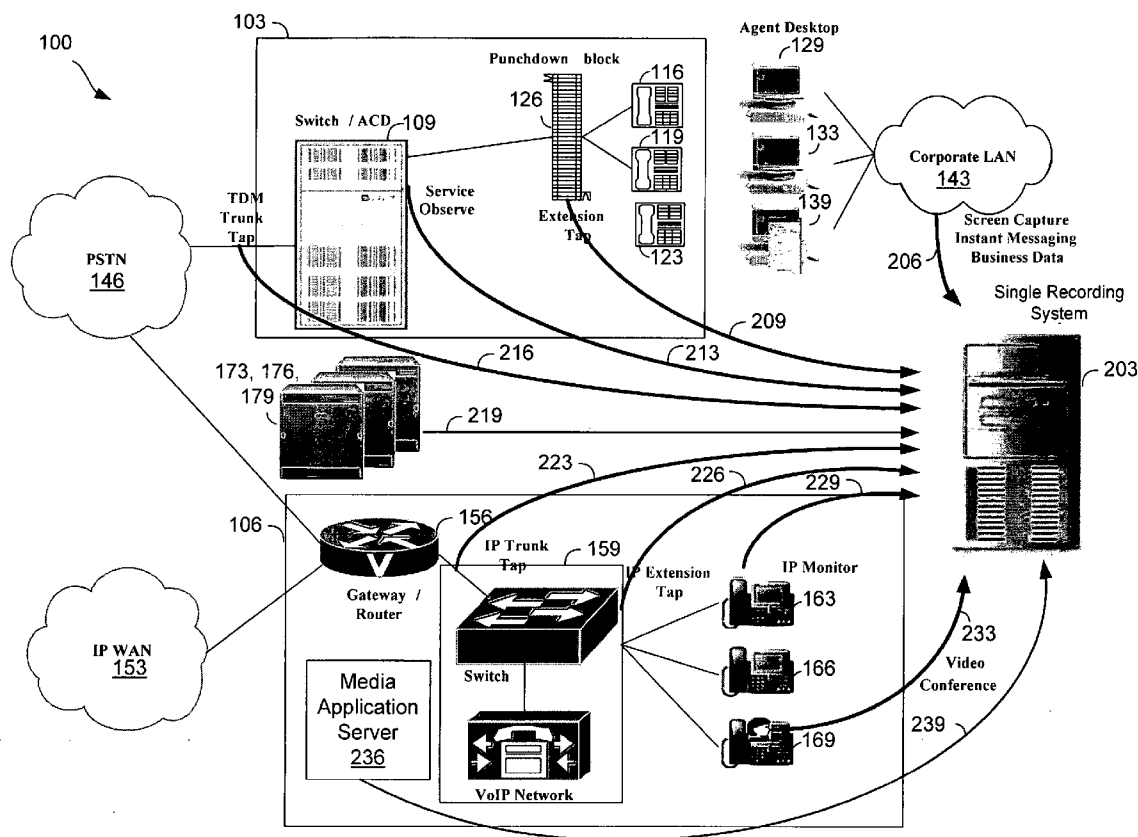 100
103
Punchdown block
126
116
119
123
Switch / ACD
109
TDM
Trunk
Tap
Service
Observe
Extension
Tap
Agent Desktop
129
133
139
Corporate LAN
143
206
Screen Capture
Instant Messaging
Business Data
Single Recording
System
203
PSTN
146
209
213
216
173, 176,
179
219
223
226
229
106
156
IP Trunk
Tap
159
IP Extension
Tap
IP Monitor
163
166
169
Gateway /
Router
V
IP WAN
153
Switch
VoIP Network
Media
Application
Server
236
233
Video
Conference
239